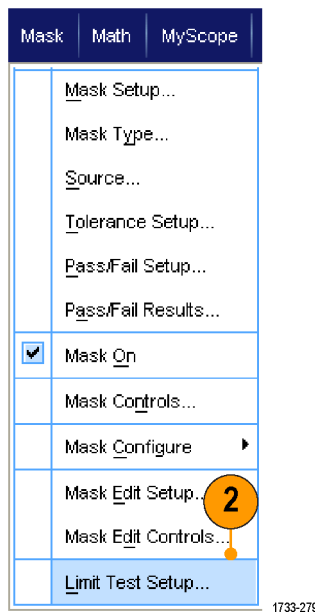 Mask Math MyScope
Mask Setup...
Mask Type...
Source...
Tolerance Setup...
Pass/Fail Setup...
Pass/Fail Results...
Mask On
Mask Controls...
Mask Configure
Mask Edit Setup..
2
Mask Edit Controls...
Limit Test Setup...
1733-279